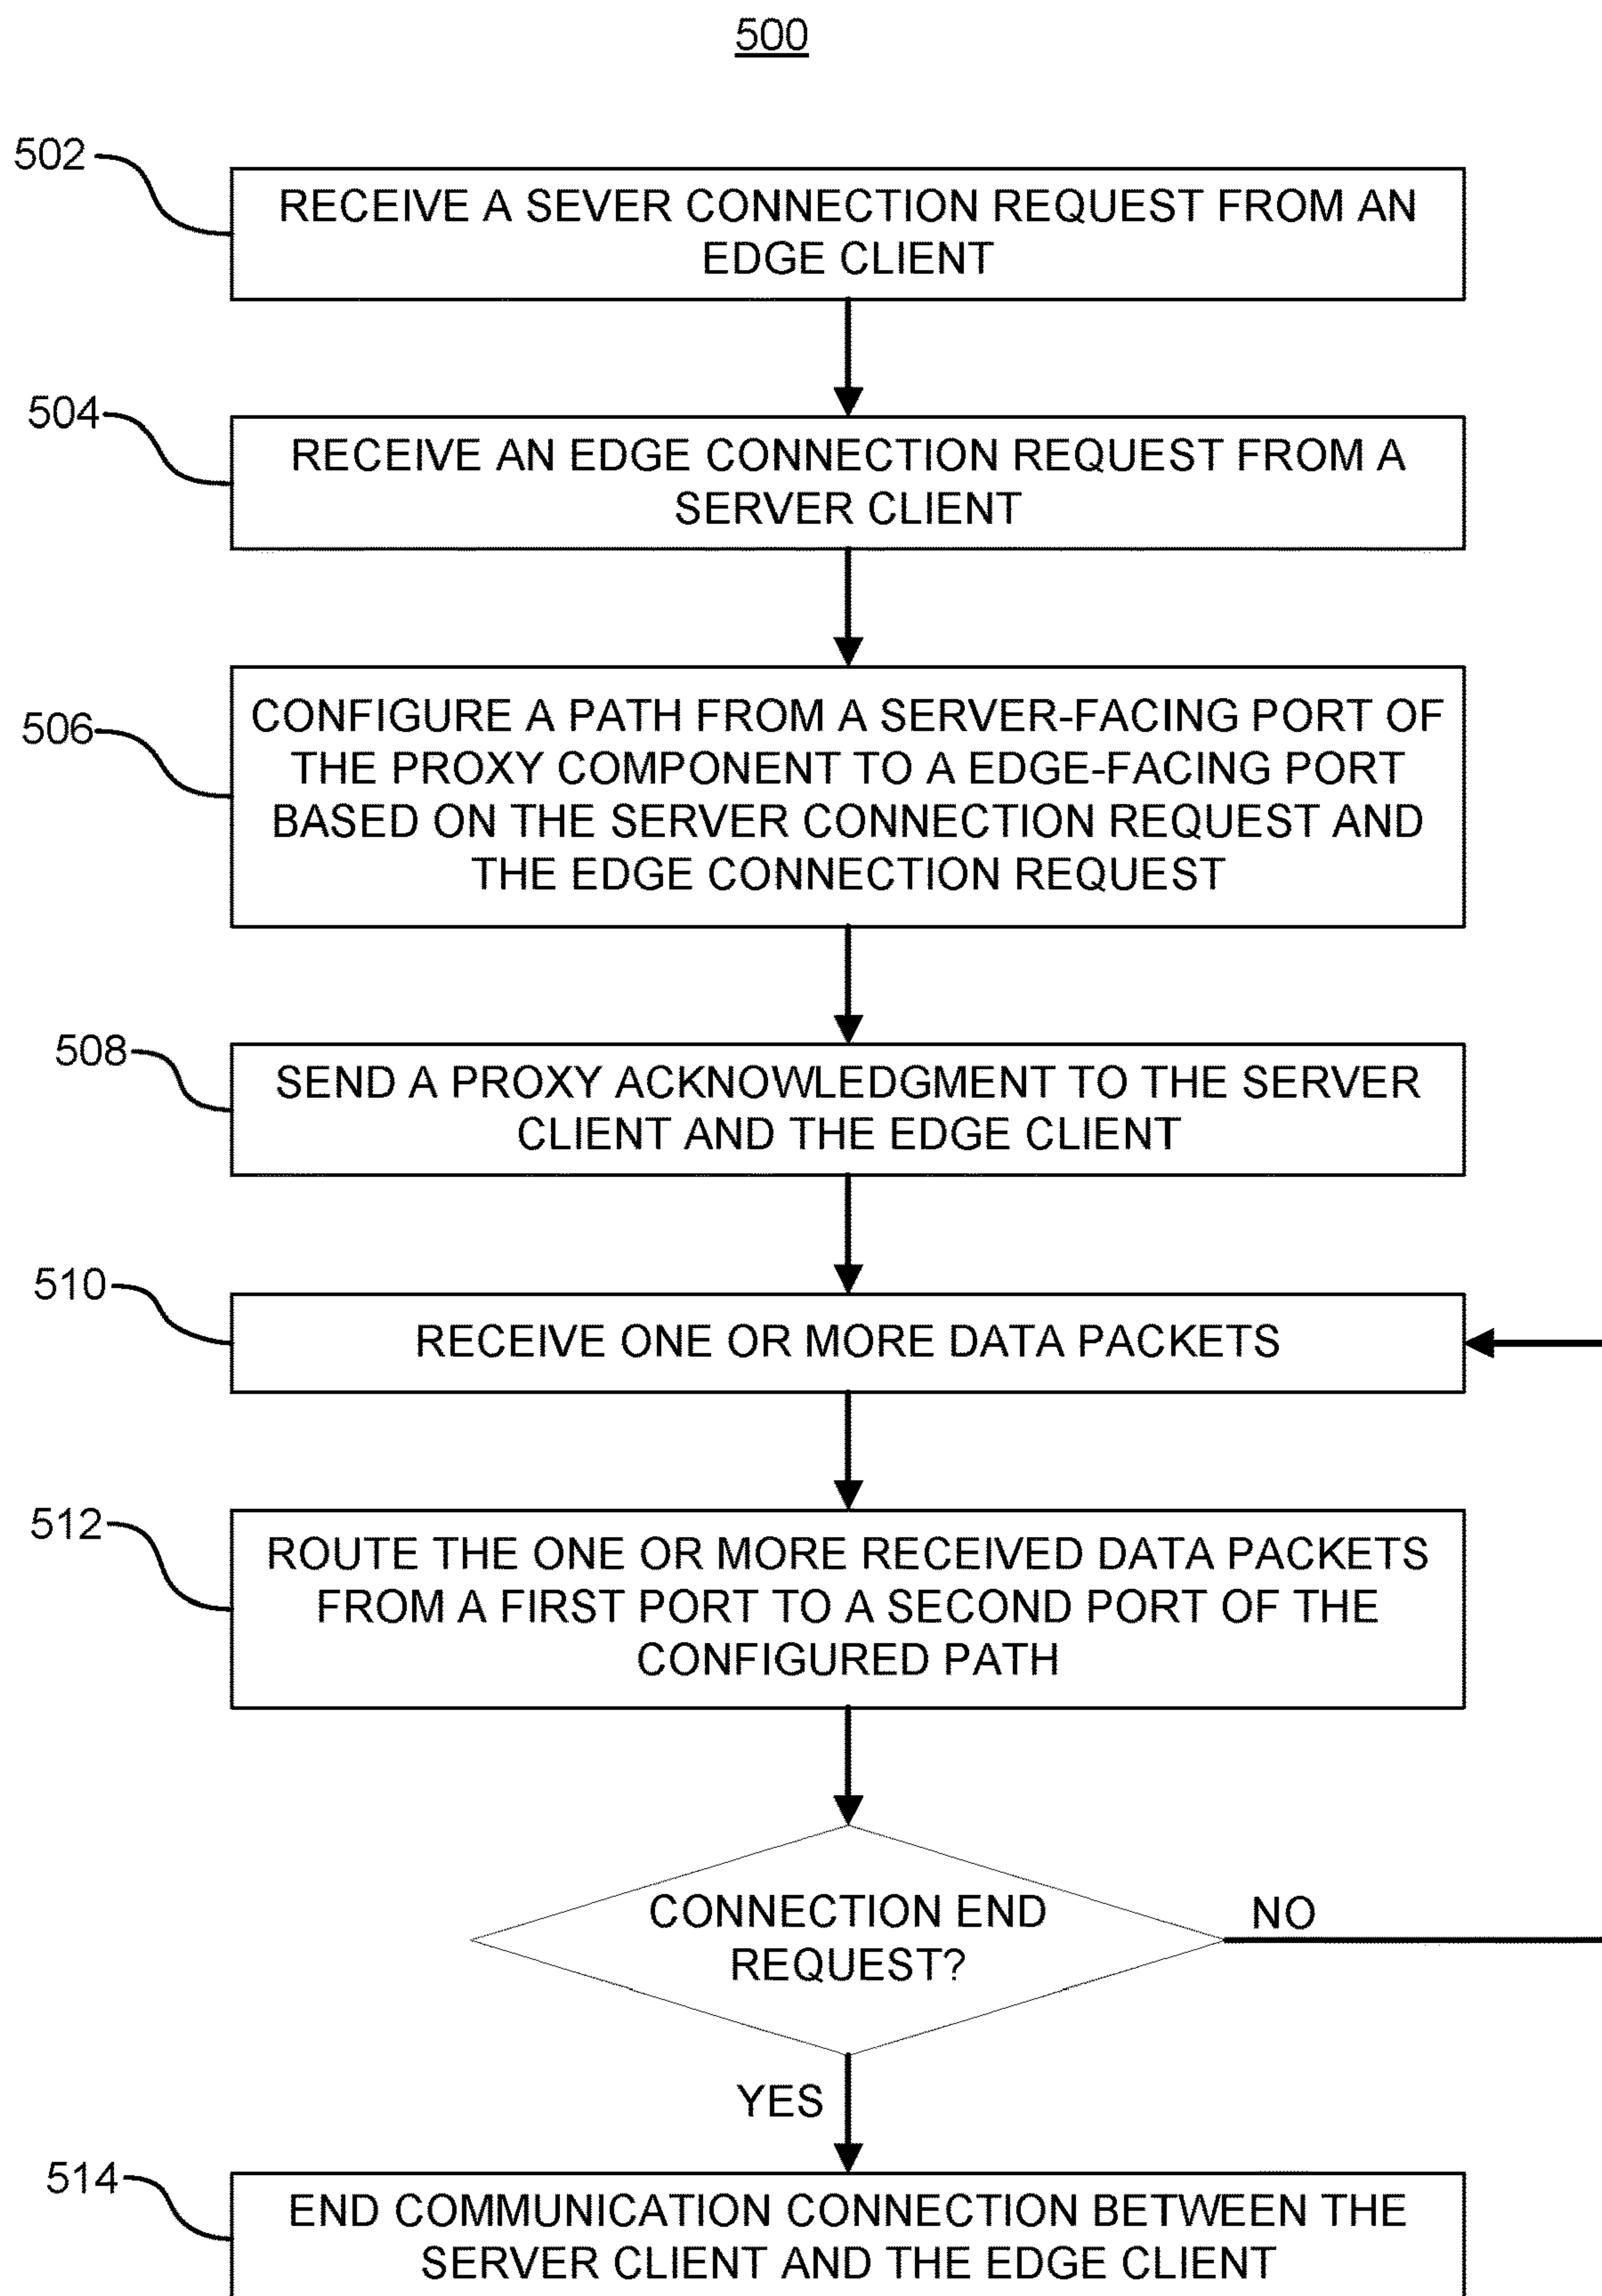 500
502
RECEIVE A SEVER CONNECTION REQUEST FROM AN
EDGE CLIENT
504
RECEIVE AN EDGE CONNECTION REQUEST FROM A
SERVER CLIENT
506
CONFIGURE A PATH FROM A SERVER-FACING PORT OF
THE PROXY COMPONENT TO A EDGE-FACING PORT
BASED ON THE SERVER CONNECTION REQUEST AND
THE EDGE CONNECTION REQUEST
508
SEND A PROXY ACKNOWLEDGMENT TO THE SERVER
CLIENT AND THE EDGE CLIENT
510
RECEIVE ONE OR MORE DATA PACKETS
512
ROUTE THE ONE OR MORE RECEIVED DATA PACKETS
FROM A FIRST PORT TO A SECOND PORT OF THE
CONFIGURED PATH
CONNECTION END
REQUEST?
NO
YES
514
END COMMUNICATION CONNECTION BETWEEN THE
SERVER CLIENT AND THE EDGE CLIENT